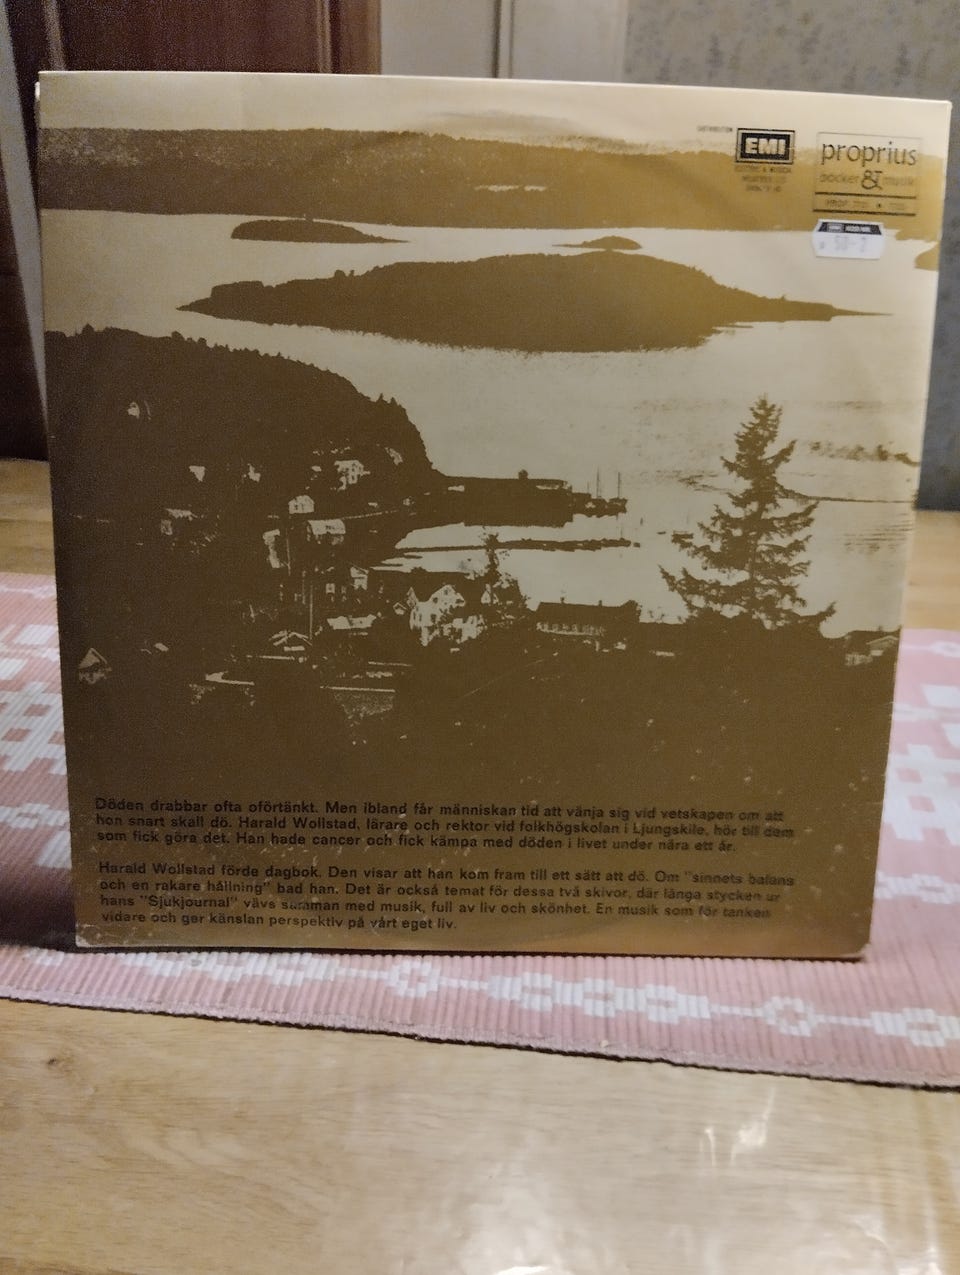 EMI
proprius
böcker & musik
PROP
Döden drabbar ofta oförtänkt. Men ibland får människan tid att vänja sig vid vetskapen om att
hon snart skall dö. Harald Wollstad, lärare och rektor vid folkhögskolan i Ljungskile, hör till dem
som fick göra det. Han hade cancer och fick kämpa med döden i livet under nära ett år.
Harald Wollstad förde dagbok. Den visar att han kom fram till ett sätt att dö. Om "sinnets balans
och en rakare hållning" bad han. Det är också temat för dessa två skivor, där långa stycken ur
hans "Sjukjournal" vävs samman med musik, full av liv och skönhet. En musik som för tanken
vidare och ger känslan perspektiv på vårt eget liv.